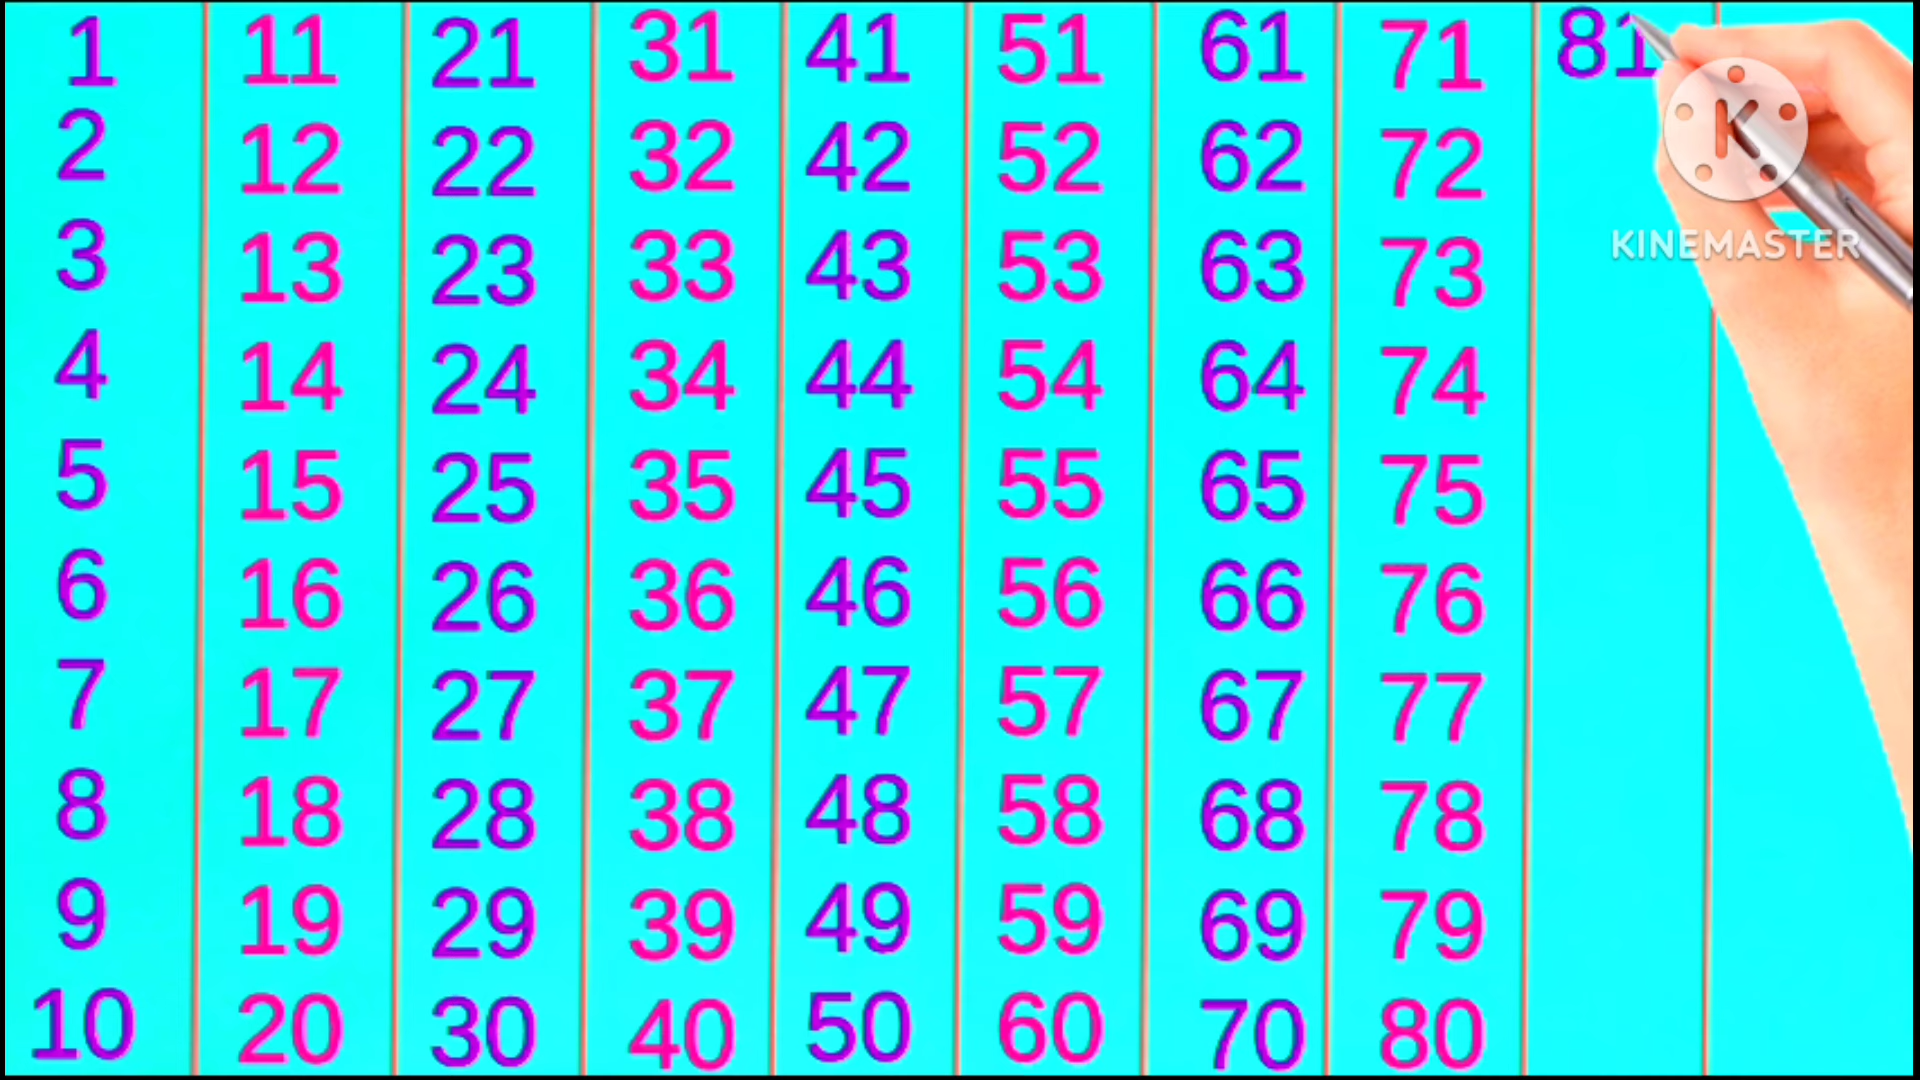 1 11 21 31 41 51 61 71 81
2 12 22 32 42 52 62 72
3 13 23 33 43 53 63 73
4 14 24 34 44 54 64 74
5 15 25 35 45 55 65 75
6 16 26 36 46 56 66 76
7 17 27 37 47 57 67 77
8 18 28 38 48 58 68 78
9 19 29 39 49 59 69 79
10 20 30 40 50 60 70 80
K
KINEMASTER